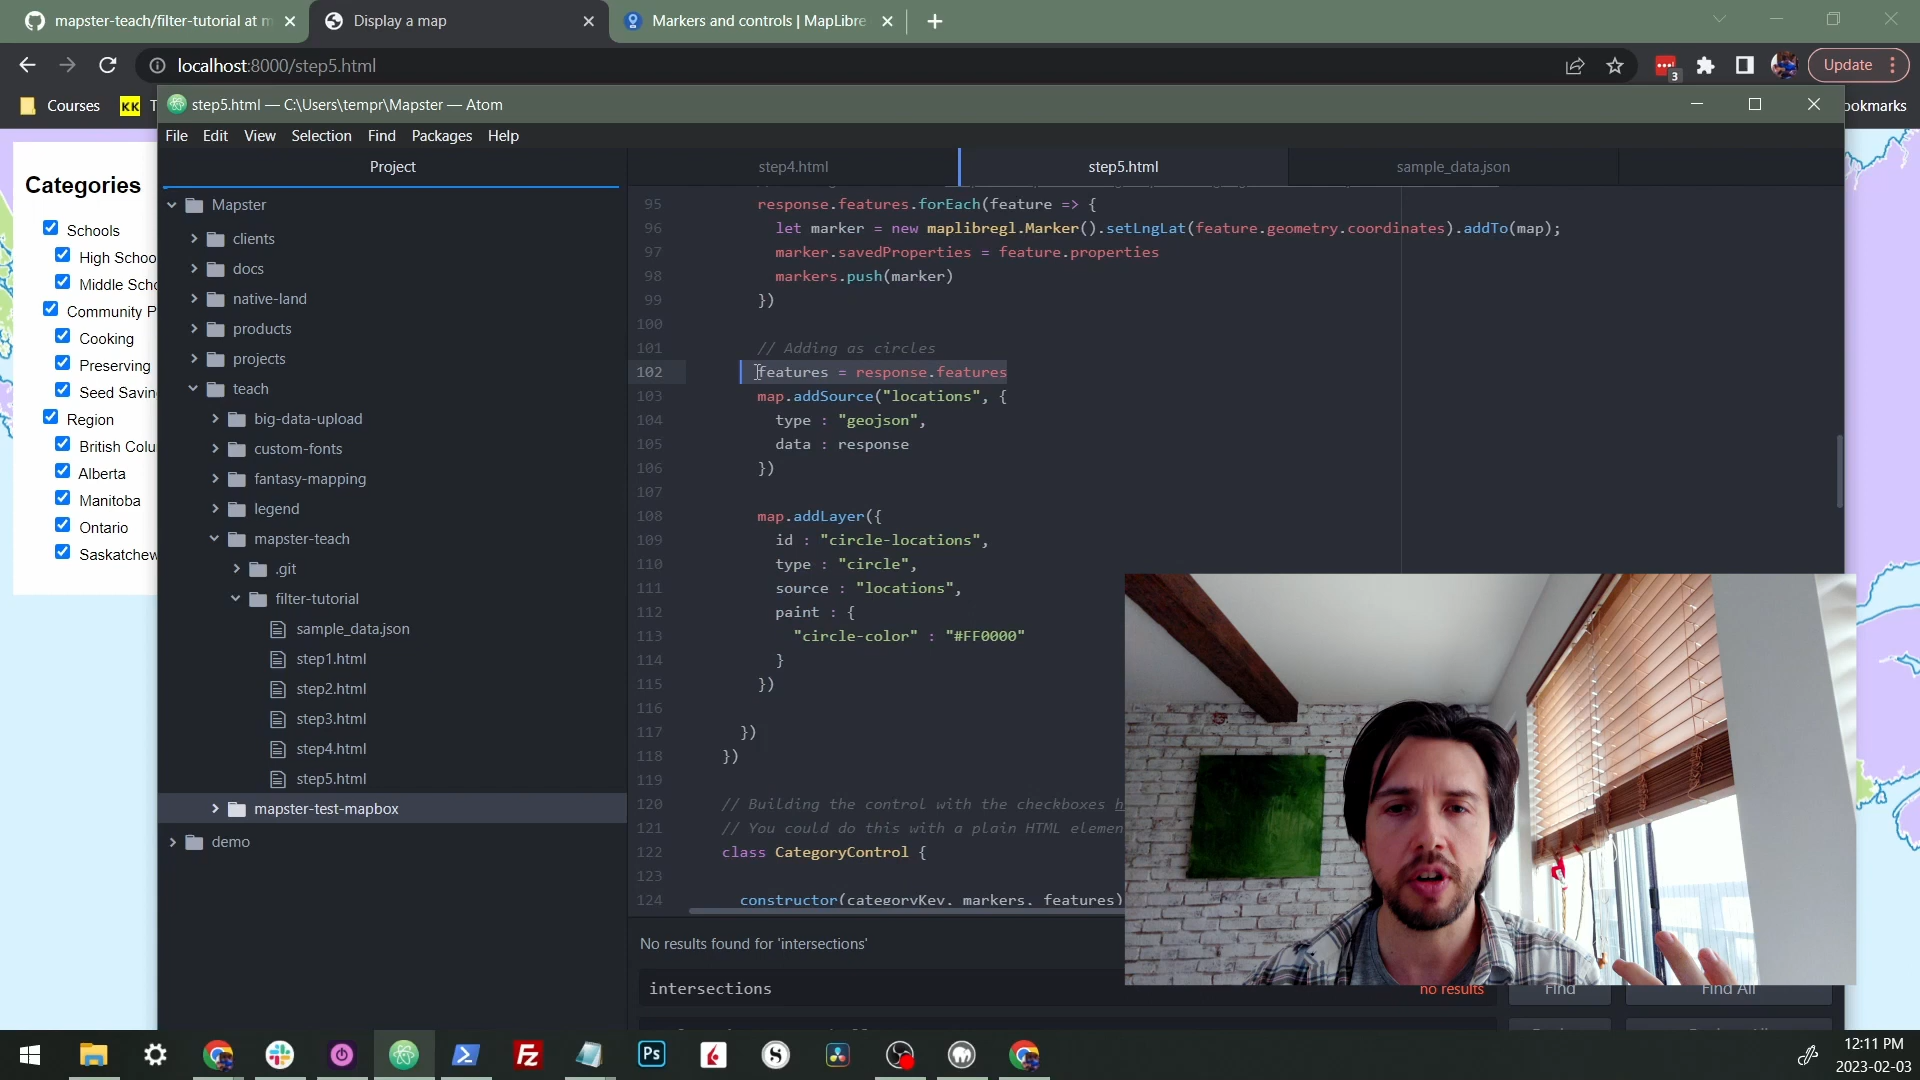 mapster-teach/filter-tutorial at m
Display a map
Markers and controls | MapLibre
localhost:8000/step5.html
3
Update
Courses
KK
T
ookmarks
step5.html — C:\Users\tempr\Mapster — Atom
File Edit View Selection Find Packages Help
Project
step4.html
step5.html
sample_data.json
Categories
Schools
High Schoo
Middle Scho
Community P
Cooking
Preserving
Seed Savin
Region
British Colu
Alberta
Manitoba
Ontario
Saskatchew
Mapster
clients
docs
native-land
products
projects
teach
big-data-upload
custom-fonts
fantasy-mapping
legend
mapster-teach
.git
filter-tutorial
sample_data.json
step1.html
step2.html
step3.html
step4.html
step5.html
mapster-test-mapbox
demo
95 response.features.forEach(feature => {
96 let marker = new maplibregl.Marker().setLngLat(feature.geometry.coordinates).addTo(map);
97 marker.savedProperties = feature.properties
98 markers.push(marker)
99 })
100
101 // Adding as circles
102 features = response.features
103 map.addSource("locations", {
104 type : "geojson",
105 data : response
106 })
107
108 map.addLayer({
109 id : "circle-locations",
110 type : "circle",
111 source : "locations",
112 paint : {
113 "circle-color" : "#FF0000"
114 }
115 })
116
117 })
118 })
119
120 // Building the control with the checkboxes h
121 // You could do this with a plain HTML elemen
122 class CategoryControl {
123
124 constructor(categoryKey, markers, features)
No results found for 'intersections'
intersections
no results
Find
Find All
Fz
Ps
S
12:11 PM
2023-02-03